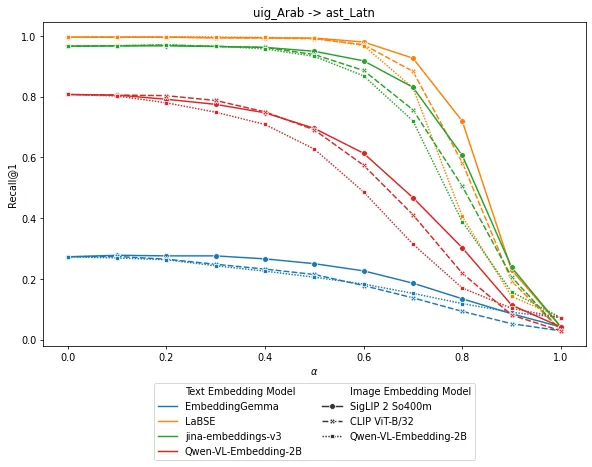 uig_Arab -> ast_Latn
Recall@1
1.0
0.8
0.6
0.4
0.2
0.0
0.0 0.2 0.4 0.6 0.8 1.0
α
Text Embedding Model
EmbeddingGemma
LaBSE
jina-embeddings-v3
Qwen-VL-Embedding-2B
Image Embedding Model
SigLIP 2 So400m
CLIP ViT-B/32
Qwen-VL-Embedding-2B